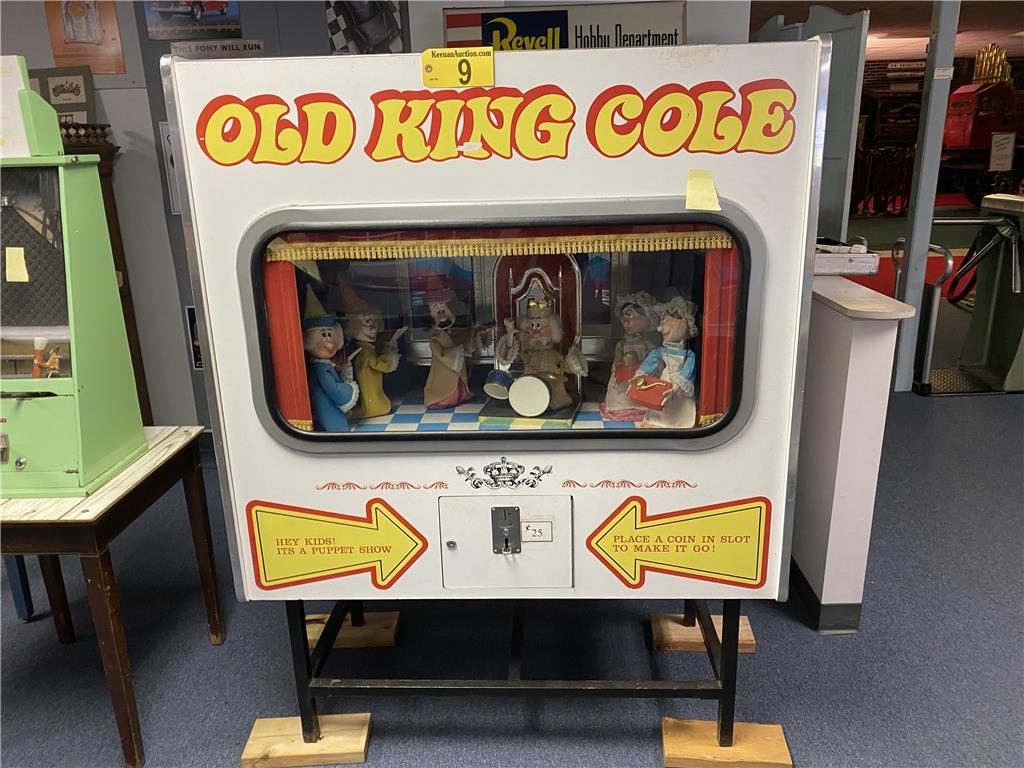 THIS PONY WILL RUN
Revell Hobby Department
KeenanAuction.com
9
OLD KING COLE
HEY KIDS!
ITS A PUPPET SHOW
¢
25
PLACE A COIN IN SLOT
TO MAKE IT GO!